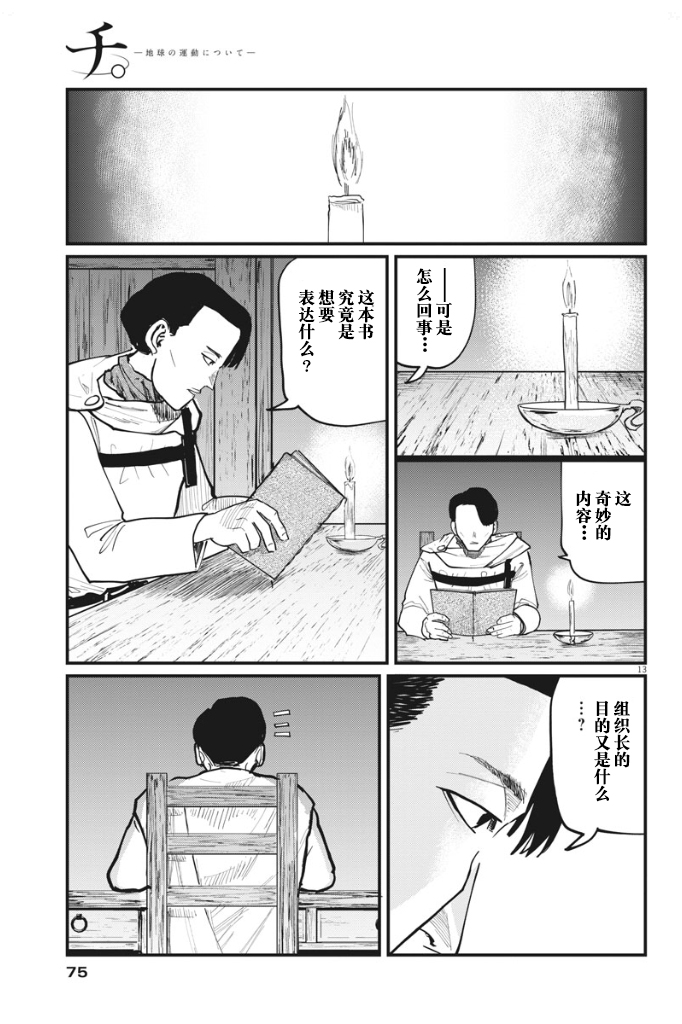 チ。
―地球の運動について―
――可是
怎么回事…
这
奇妙的
内容…
这本书
究竟是
想要
表达什么？
13
组织长的
目的又是什么
…？
75